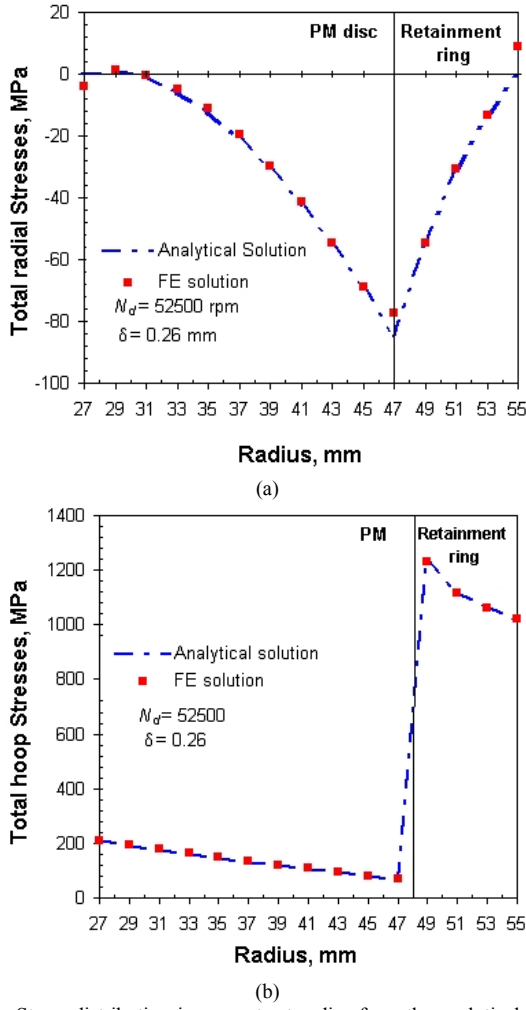 20
0
-20
-40
-60
-80
-100
Total radial Stresses, MPa
PM disc
Retainment
ring
Analytical Solution
FE solution
N_d = 52500 rpm
δ = 0.26 mm
27 29 31 33 35 37 39 41 43 45 47 49 51 53 55
Radius, mm
(a)
1400
1200
1000
800
600
400
200
0
Total hoop Stresses, MPa
PM
Retainment
ring
Analytical solution
FE solution
N_d = 52500
δ = 0.26
27 29 31 33 35 37 39 41 43 45 47 49 51 53 55
Radius, mm
(b)